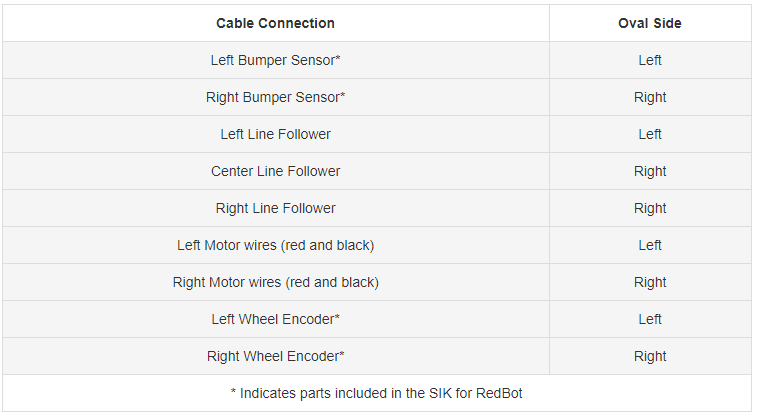 Cable Connection Oval Side
Left Bumper Sensor* Left
Right Bumper Sensor* Right
Left Line Follower Left
Center Line Follower Right
Right Line Follower Right
Left Motor wires (red and black) Left
Right Motor wires (red and black) Right
Left Wheel Encoder* Left
Right Wheel Encoder* Right
* Indicates parts included in the SIK for RedBot